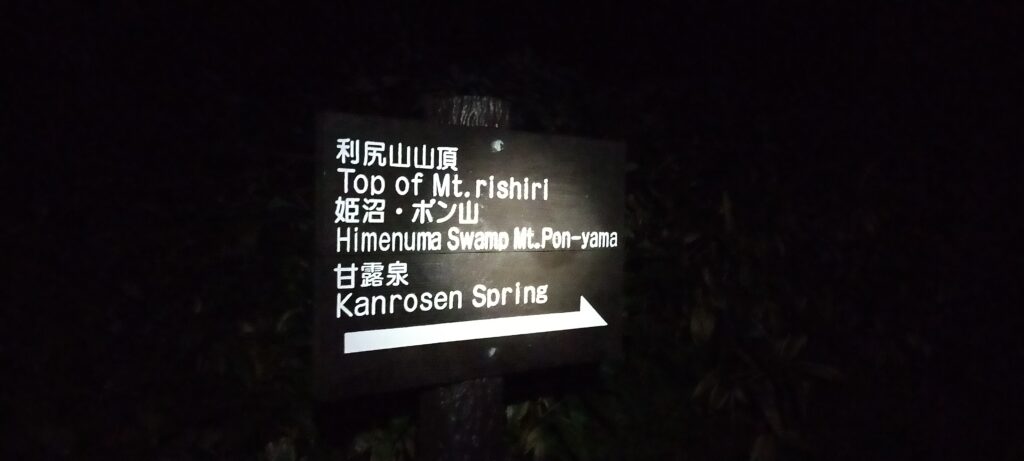 利尻山山頂
Top of Mt.rishiri
姫沼・ポン山
Himenuma Swamp Mt.Pon-yama
甘露泉
Kanrosen Spring